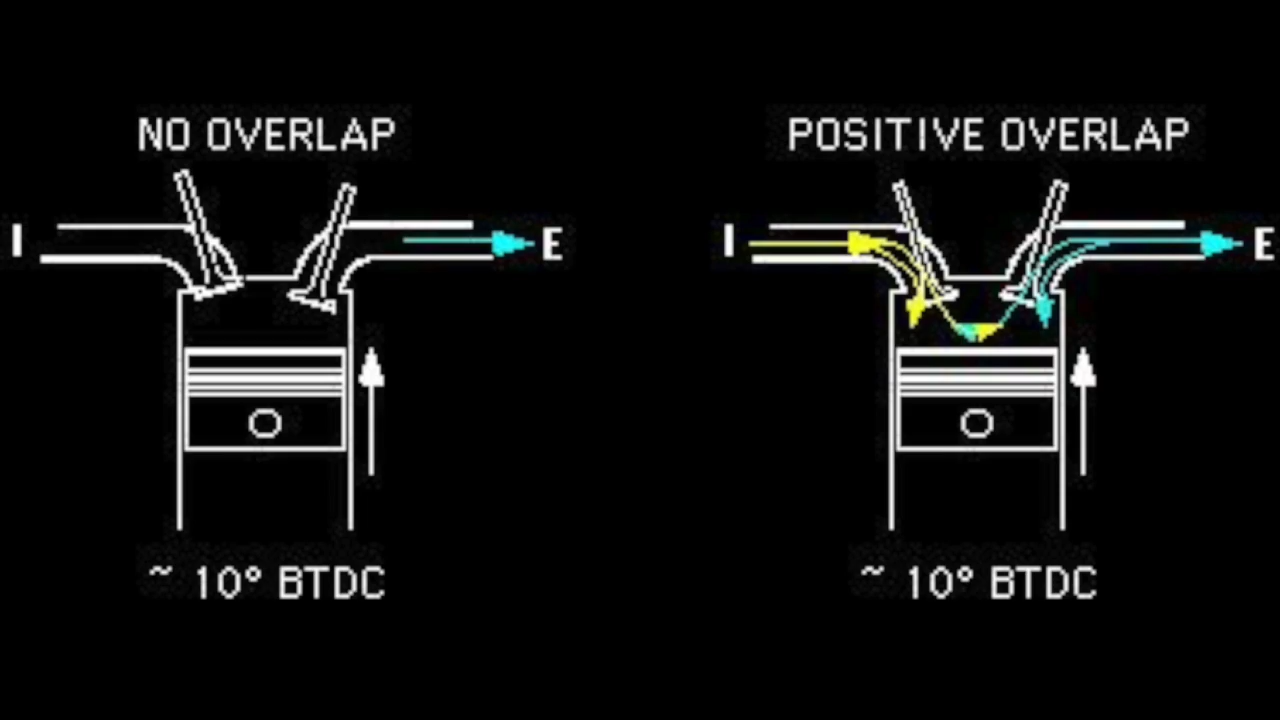 NO OVERLAP
I
E
~ 10° BTDC
POSITIVE OVERLAP
I
E
~ 10° BTDC